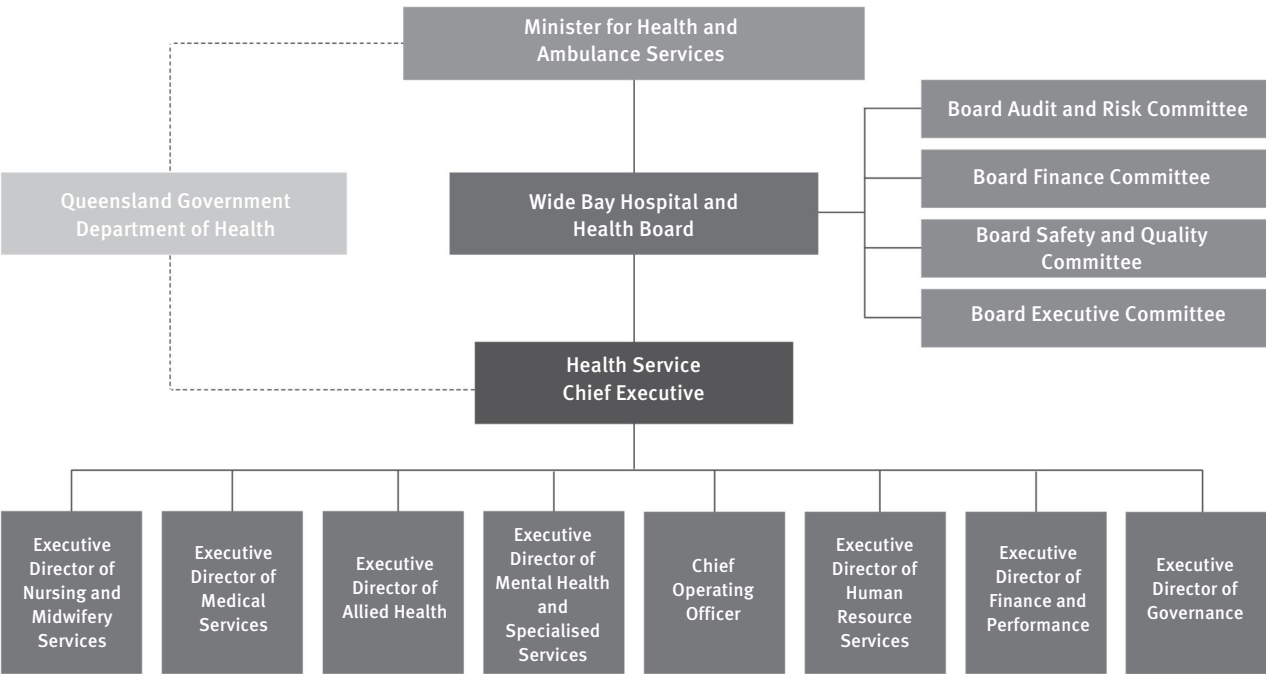 Minister for Health and
Ambulance Services
Board Audit and Risk Committee
Board Finance Committee
Queensland Government
Department of Health
Wide Bay Hospital and
Health Board
Board Safety and Quality
Committee
Board Executive Committee
Health Service
Chief Executive
Executive
Director of
Nursing and
Midwifery
Services
Executive
Director of
Medical
Services
Executive
Director of
Allied Health
Executive
Director of
Mental Health
and
Specialised
Services
Chief
Operating
Officer
Executive
Director of
Human
Resource
Services
Executive
Director of
Finance and
Performance
Executive
Director of
Governance